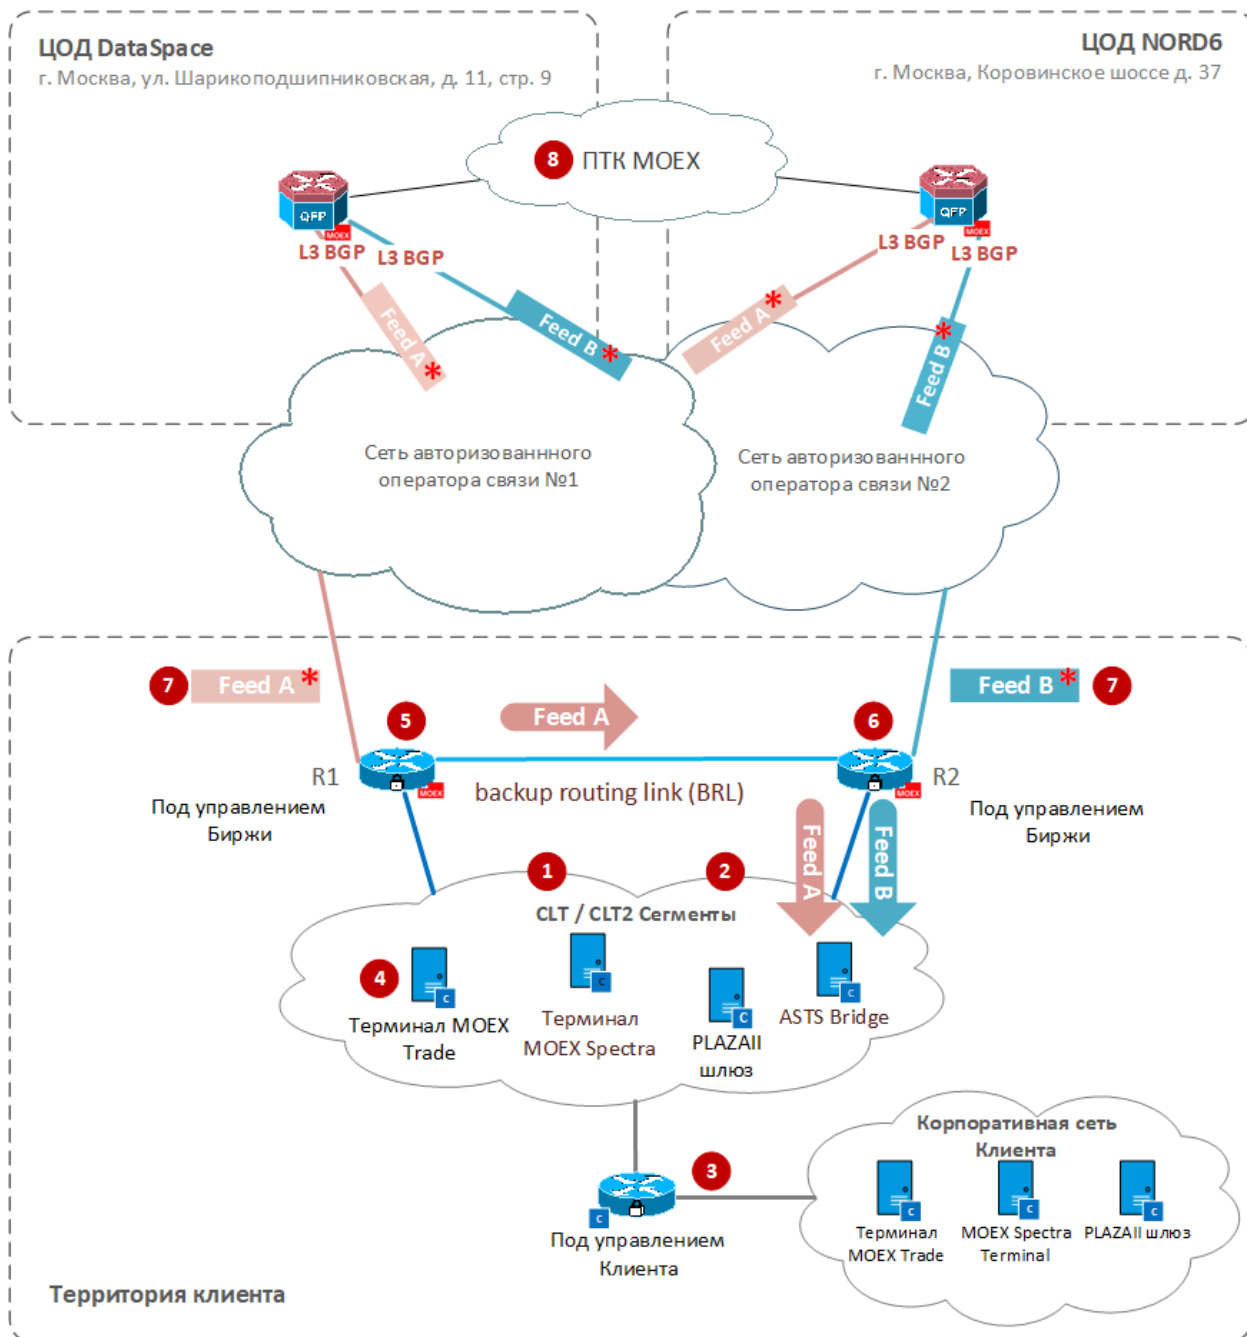 ЦОД DataSpace
г. Москва, ул. Шарикоподшипниковская, д. 11, стр. 9
ЦОД NORD6
г. Москва, Коровинское шоссе д. 37
8 ПТК MOEX
QFP
MOEX
QFP
MOEX
L3 BGP
L3 BGP
L3 BGP
L3 BGP
Feed A*
Feed B*
Feed A*
Feed B*
Сеть авторизованнного
оператора связи №1
Сеть авторизованнного
оператора связи №2
7 Feed A*
Feed B* 7
5
Feed A
6
R1
MOEX
backup routing link (BRL)
MOEX
R2
Под управлением
Биржи
Под управлением
Биржи
Feed A
Feed B
1
2
CLT / CLT2 Сегменты
4
C
C
C
C
Терминал MOEX
Trade
Терминал
MOEX Spectra
PLAZAII
шлюз
ASTS Bridge
3
C
Под управлением
Клиента
Корпоративная сеть
Клиента
C
C
C
Терминал
MOEX Trade
MOEX Spectra
Terminal
PLAZAII шлюз
Территория клиента